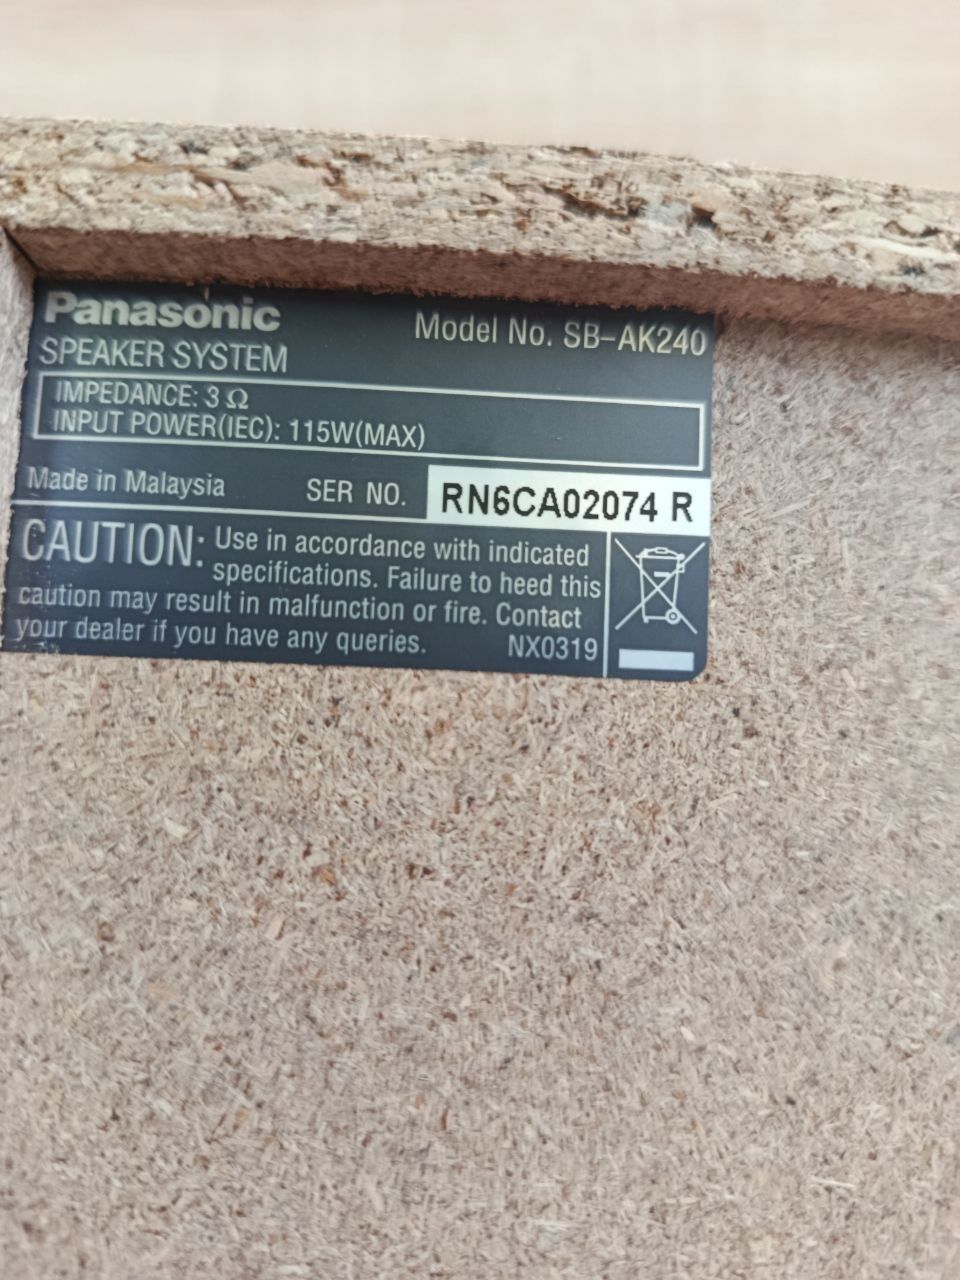 Panasonic
Model No. SB-AK240
SPEAKER SYSTEM
IMPEDANCE: 3 Ω
INPUT POWER(IEC): 115W(MAX)
Made in Malaysia SER NO. RN6CA02074 R
CAUTION: Use in accordance with indicated
specifications. Failure to heed this
caution may result in malfunction or fire. Contact
your dealer if you have any queries. NX0319